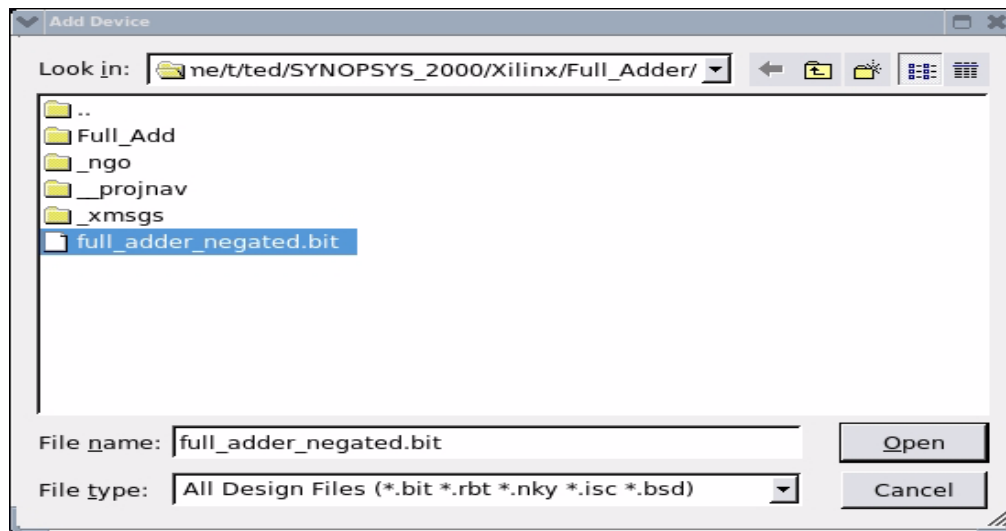 Add Device
Look in: me/t/ted/SYNOPSYS_2000/Xilinx/Full_Adder/
..
Full_Add
_ngo
__projnav
_xmsgs
full_adder_negated.bit
File name: full_adder_negated.bit
Open
File type: All Design Files (*.bit *.rbt *.nky *.isc *.bsd)
Cancel